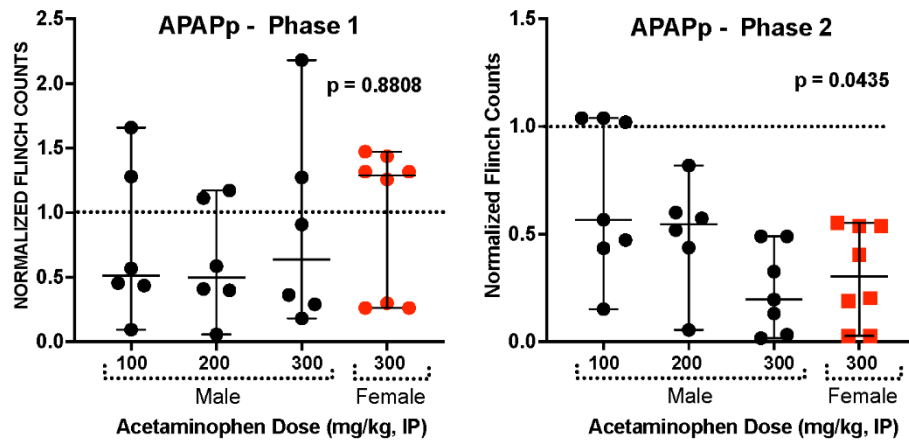 APAPp - Phase 1
p = 0.8808
NORMALIZED FLINCH COUNTS
2.5
2.0
1.5
1.0
0.5
0.0
100 200 300 300
Male Female
Acetaminophen Dose (mg/kg, IP)
APAPp - Phase 2
p = 0.0435
Normalized Flinch Counts
1.5
1.0
0.5
0.0
100 200 300 300
Male Female
Acetaminophen Dose (mg/kg, IP)